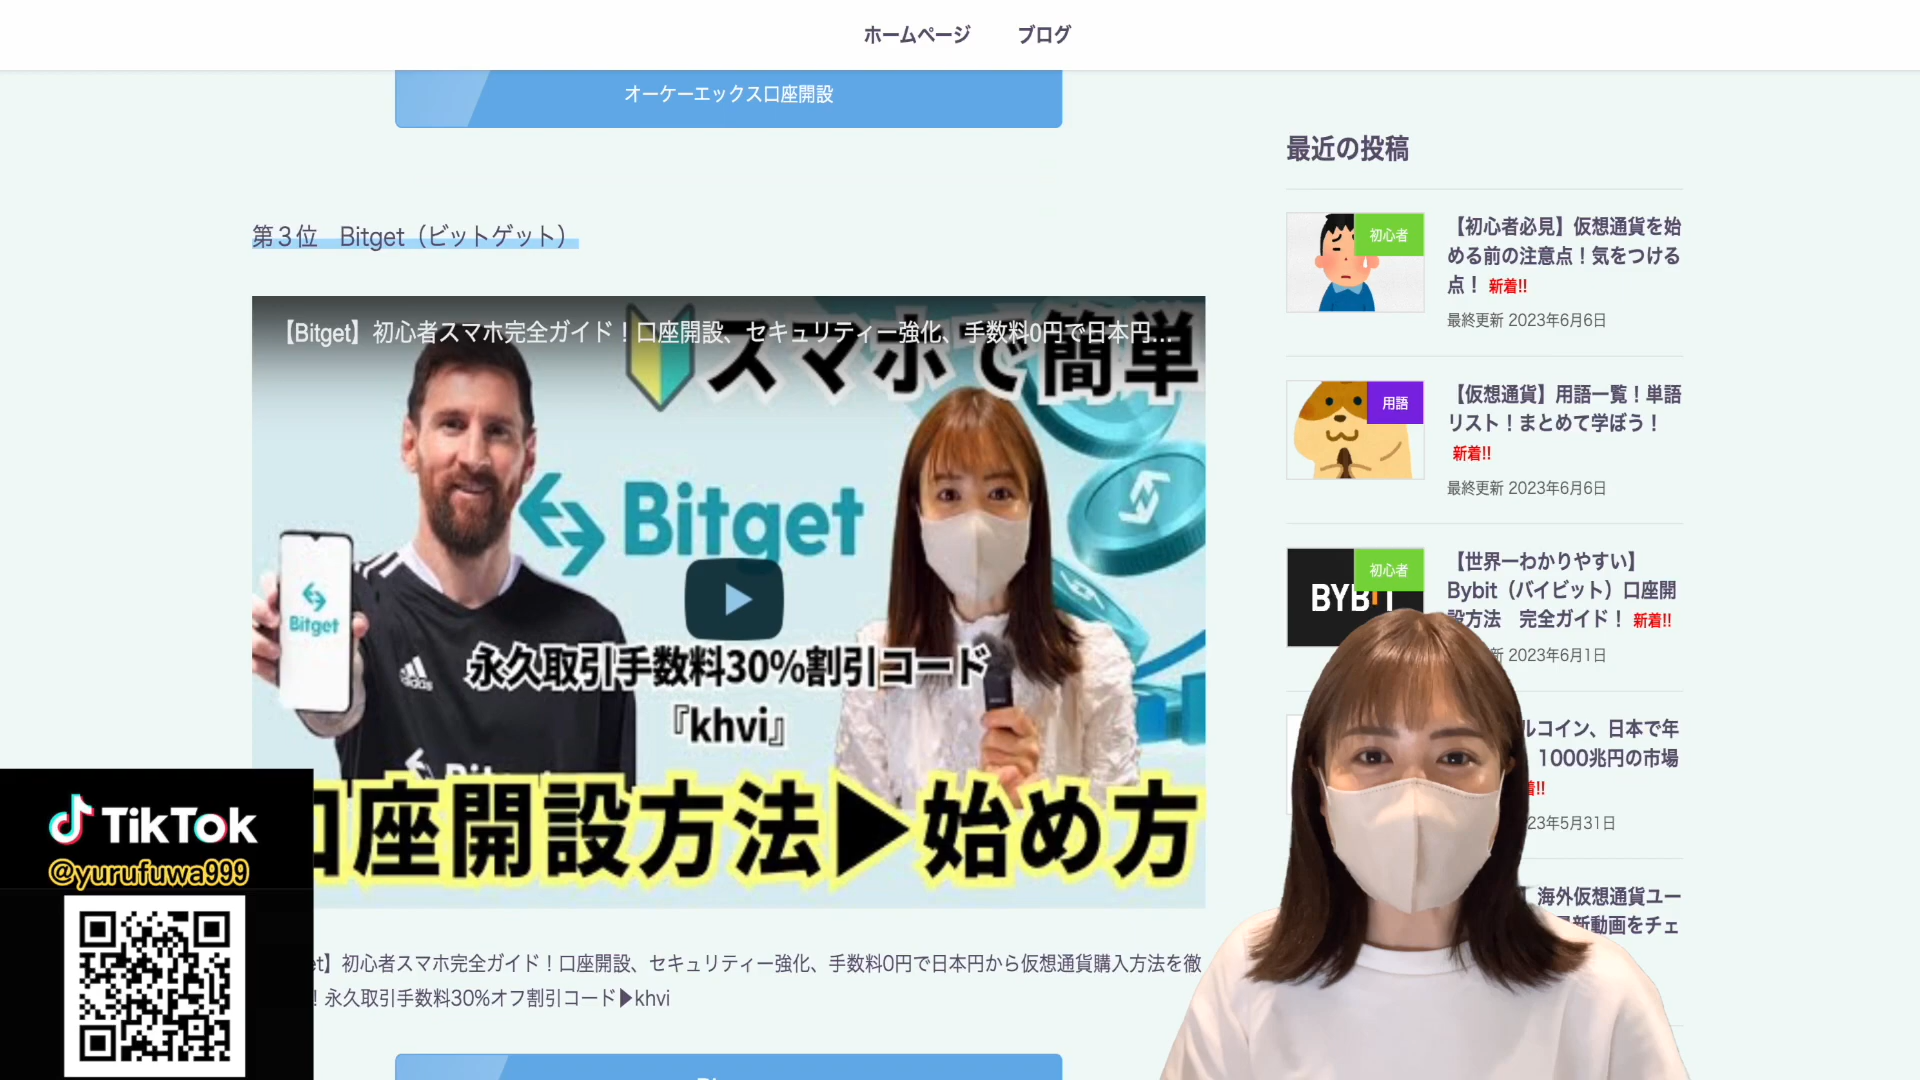 ホームページ
ブログ
オーケーエックス口座開設
第３位　Bitget（ビットゲット）
【Bitget】初心者スマホ完全ガイド！口座開設、セキュリティー強化、手数料0円で日本円...
スマホで簡単
Bitget
Bitget
adidas
永久取引手数料30%割引コード
『khvi』
口座開設方法▶始め方
et】初心者スマホ完全ガイド！口座開設、セキュリティー強化、手数料0円で日本円から仮想通貨購入方法を徹
！永久取引手数料30%オフ割引コード▶khvi
TikTok
@yurufuwa999
最近の投稿
初心者
【初心者必見】仮想通貨を始
める前の注意点！気をつける
点！ 新着!!
最終更新 2023年6月6日
用語
【仮想通貨】用語一覧！単語
リスト！まとめて学ぼう！
新着!!
最終更新 2023年6月6日
BYBIT
初心者
【世界一わかりやすい】
Bybit（バイビット）口座開
設方法　完全ガイド！ 新着!!
新 2023年6月1日
ルコイン、日本で年
1000兆円の市場
着!!
23年5月31日
海外仮想通貨ユー
新動画をチェ